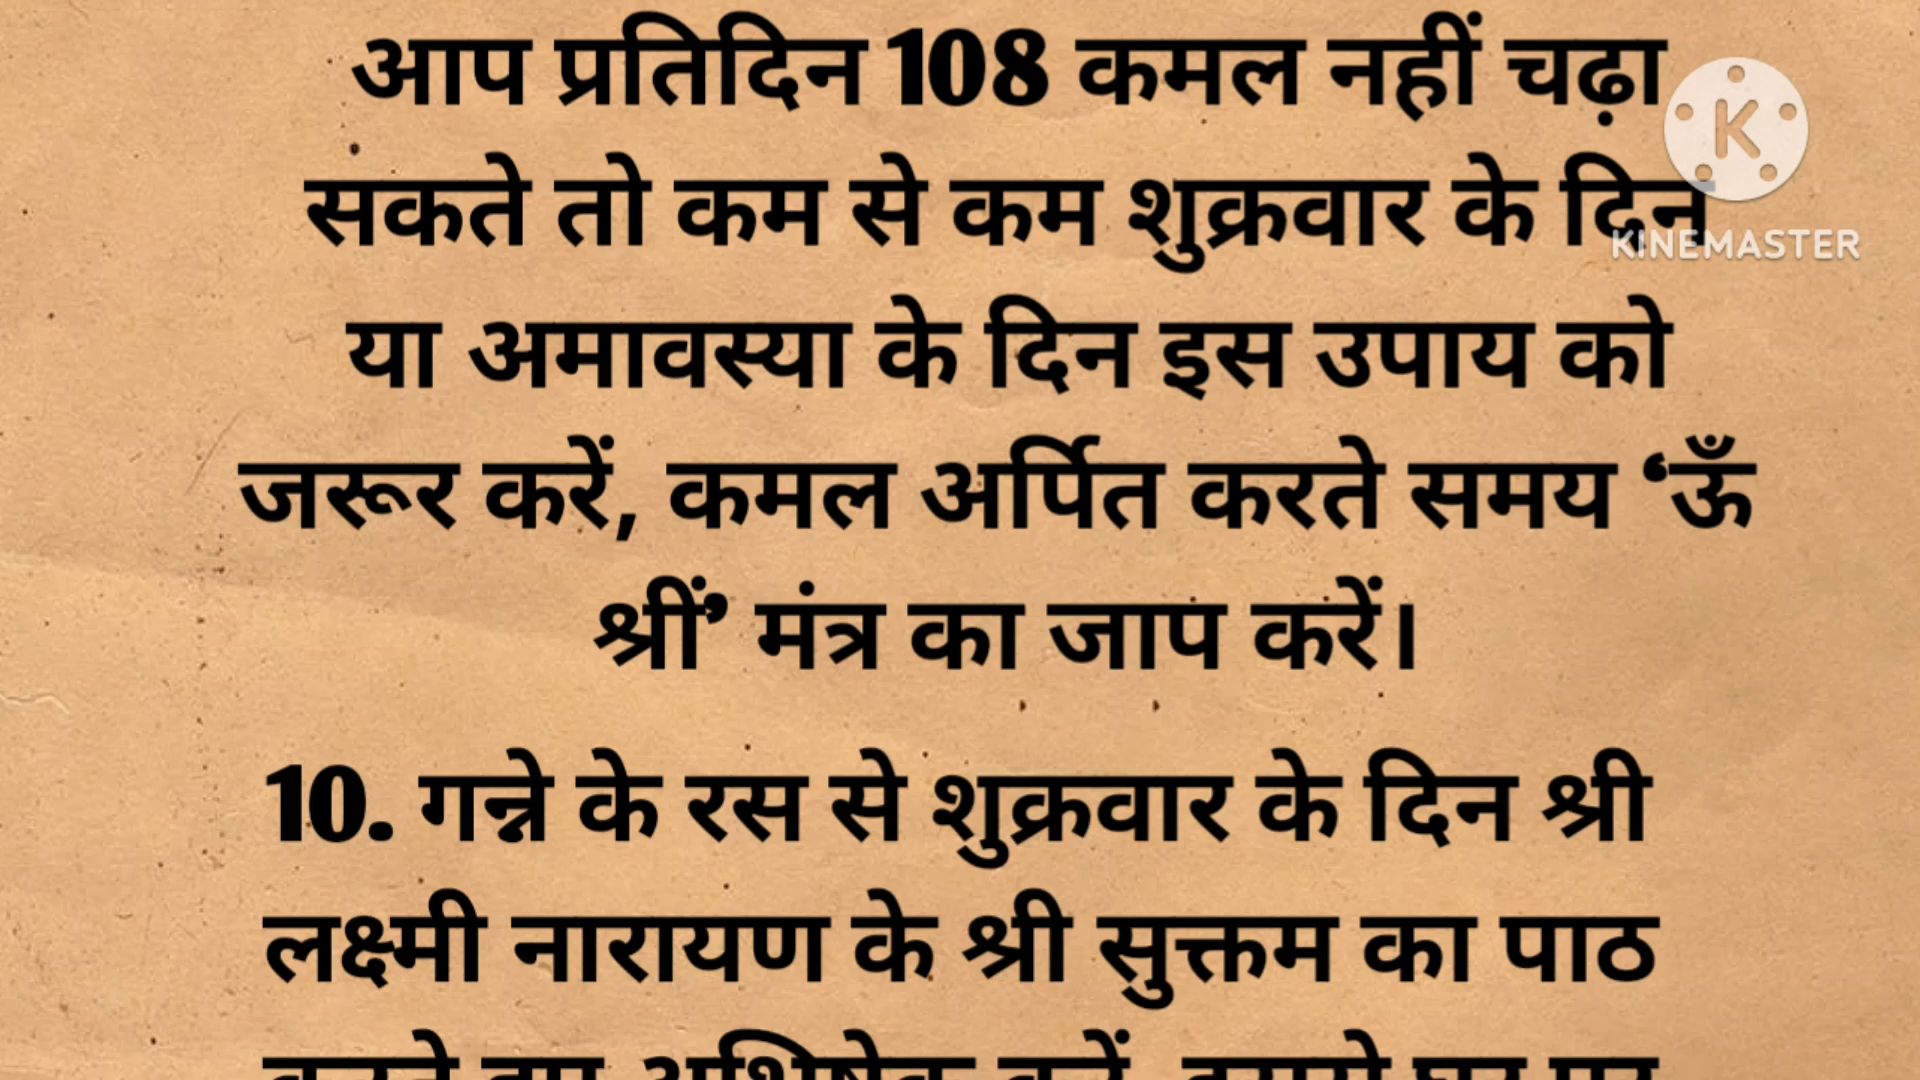 आप प्रतिदिन 108 कमल नहीं चढ़ा
सकते तो कम से कम शुक्रवार के दिन
या अमावस्या के दिन इस उपाय को
जरूर करें, कमल अर्पित करते समय ‘ऊँ
श्रीं’ मंत्र का जाप करें।
10. गन्ने के रस से शुक्रवार के दिन श्री
लक्ष्मी नारायण के श्री सुक्तम का पाठ
K
KINEMASTER